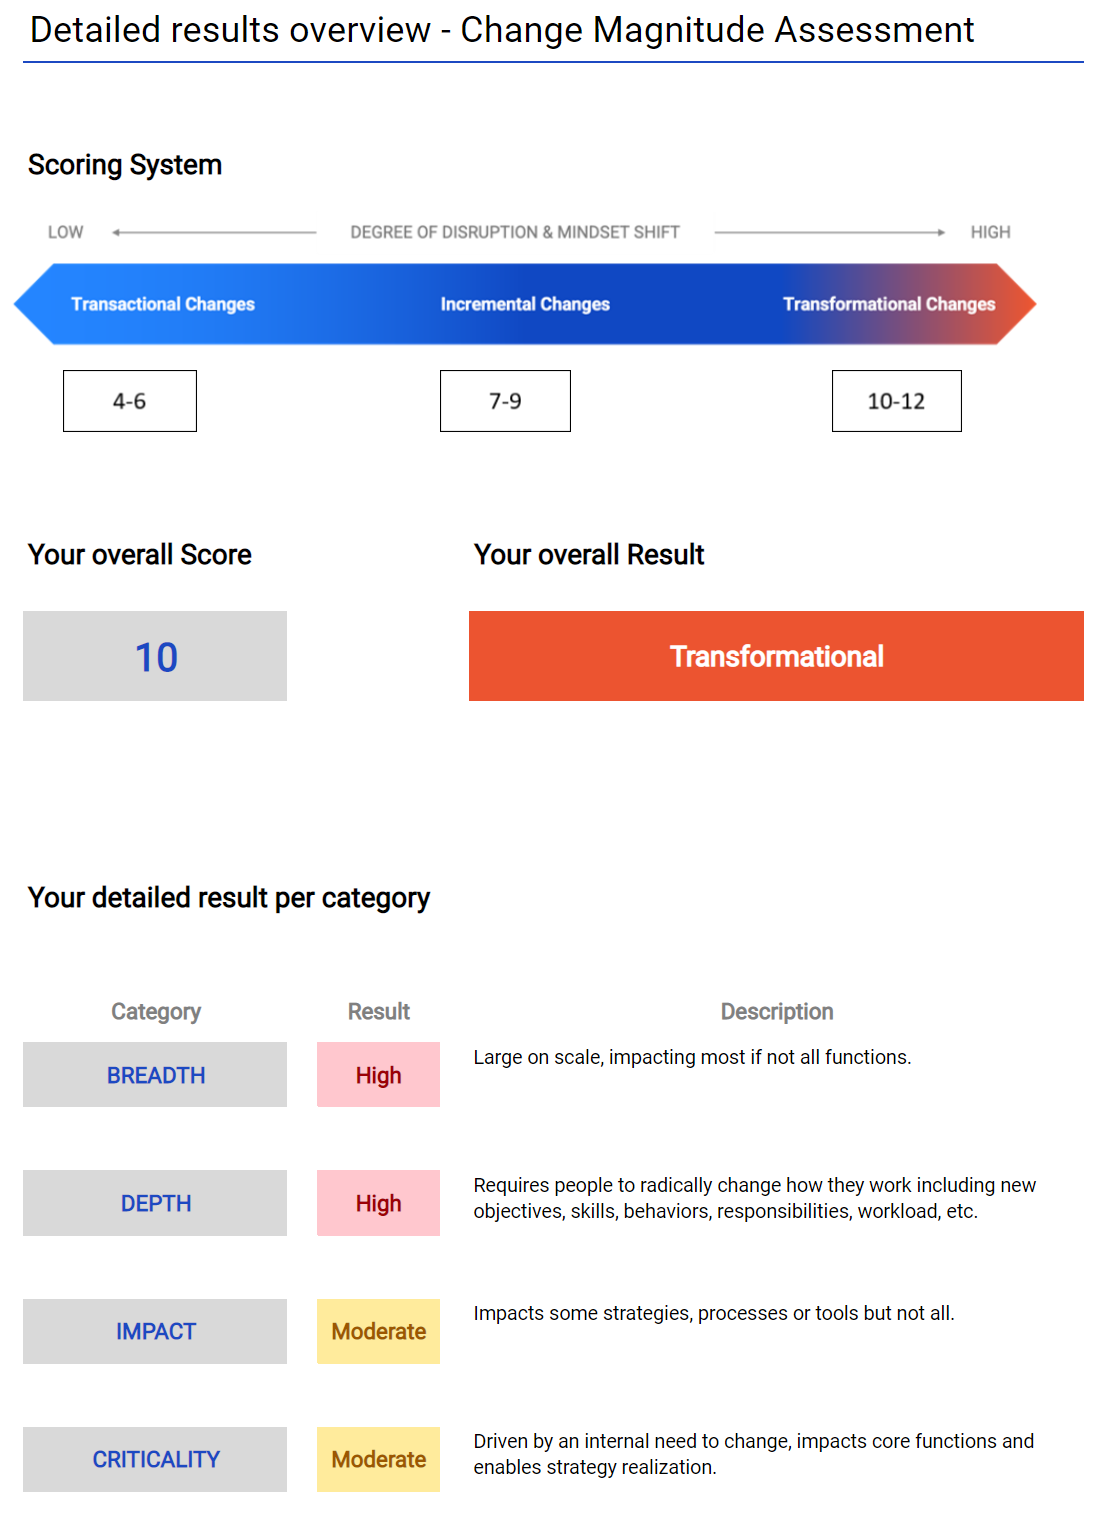 Detailed results overview - Change Magnitude Assessment
Scoring System
LOW DEGREE OF DISRUPTION & MINDSET SHIFT HIGH
Transactional Changes Incremental Changes Transformational Changes
4-6 7-9 10-12
Your overall Score Your overall Result
10 Transformational
Your detailed result per category
Category Result Description
BREADTH High Large on scale, impacting most if not all functions.
DEPTH High Requires people to radically change how they work including new
objectives, skills, behaviors, responsibilities, workload, etc.
IMPACT Moderate Impacts some strategies, processes or tools but not all.
CRITICALITY Moderate Driven by an internal need to change, impacts core functions and
enables strategy realization.